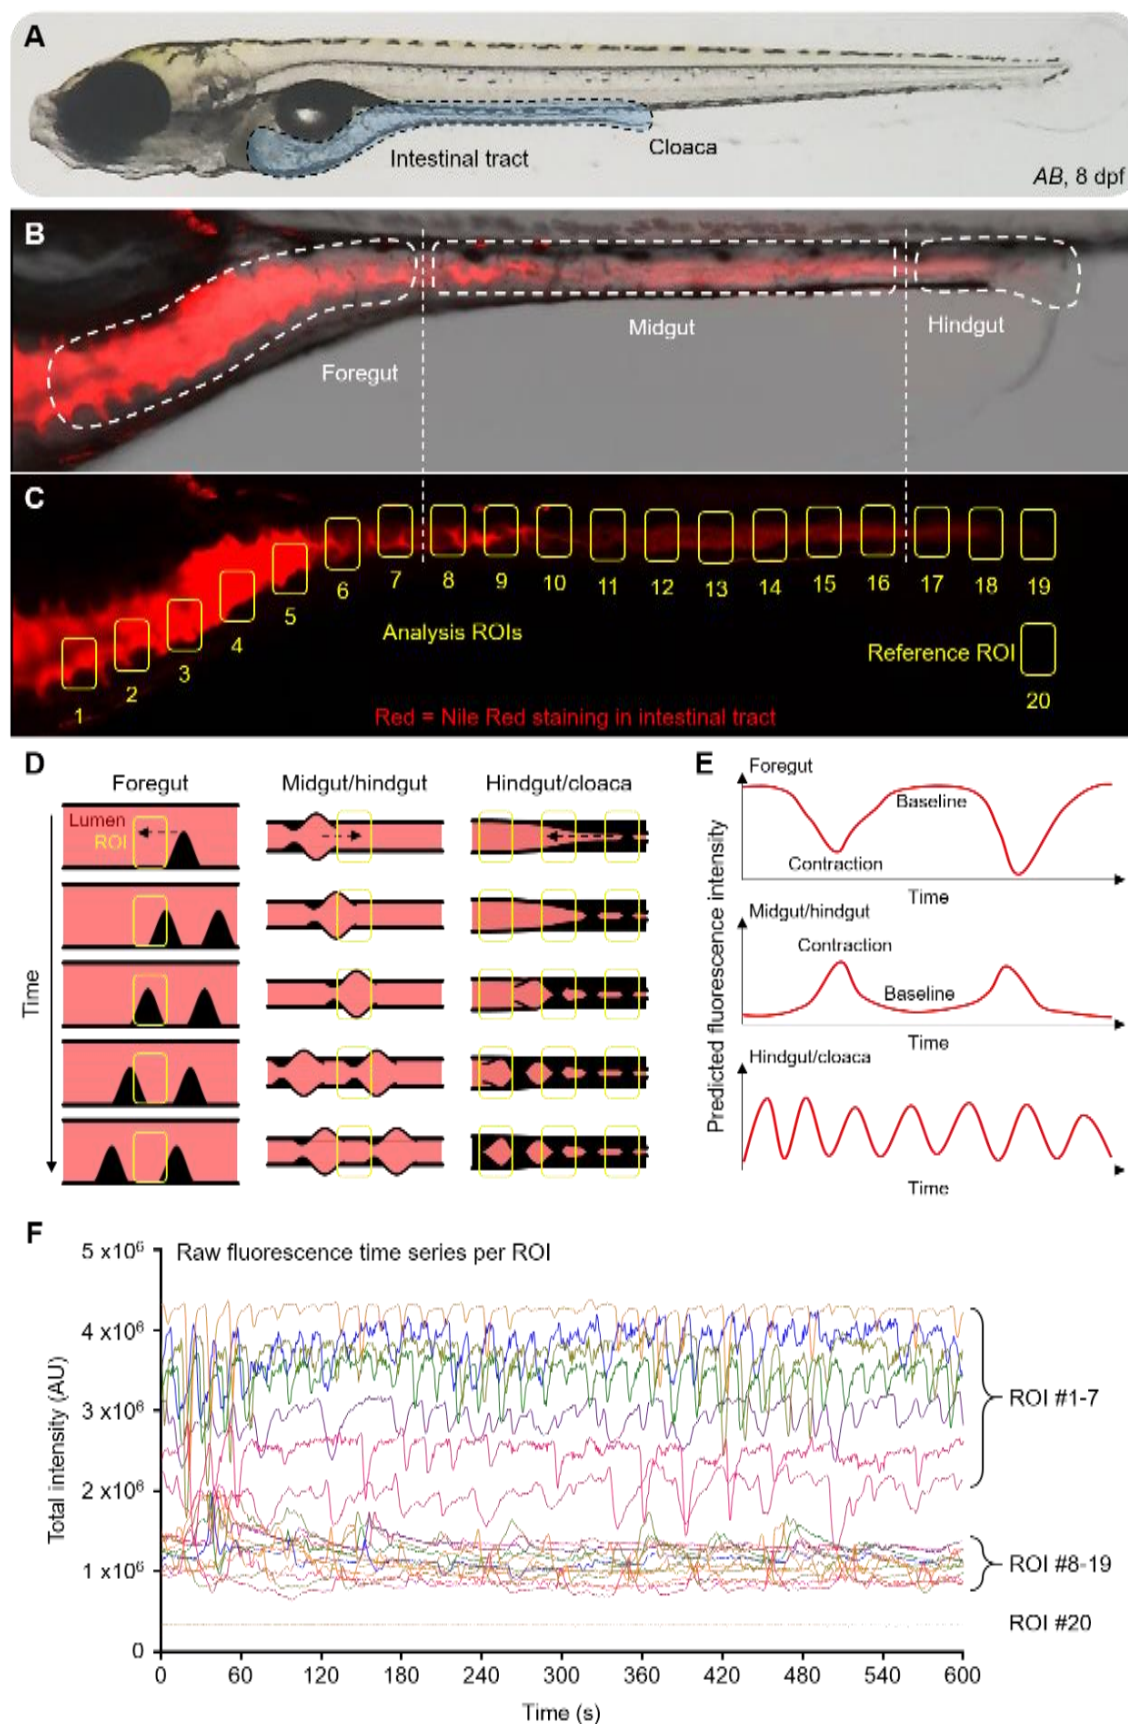 A
Intestinal tract
Cloaca
AB, 8 dpf
B
Foregut
Midgut
Hindgut
C
1
2
3
4
5
6
7
8
9
10
11
12
13
14
15
16
17
18
19
Analysis ROIs
Reference ROI
20
Red = Nile Red staining in intestinal tract
D
Foregut
Midgut/hindgut
Hindgut/cloaca
Lumen
ROI
Time
E
Predicted fluorescence intensity
Foregut
Baseline
Contraction
Time
Midgut/hindgut
Contraction
Baseline
Time
Hindgut/cloaca
Time
F
Raw fluorescence time series per ROI
Total intensity (AU)
5 x10⁶
4 x10⁶
3 x10⁶
2 x10⁶
1 x10⁶
0
ROI #1-7
ROI #8-19
ROI #20
0 60 120 180 240 300 360 420 480 540 600
Time (s)